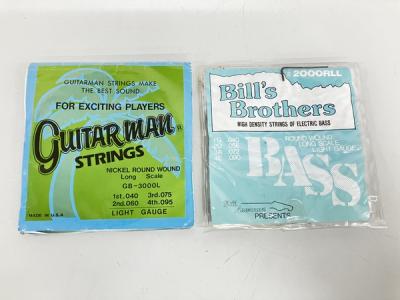 GUITARMAN STRINGS MAKE
THE BEST SOUND.
FOR EXCITING PLAYERS
GUITAR MAN
STRINGS
NICKEL ROUND WOUND
Long Scale
GB-3000L
1st.040 3rd.075
2nd.060 4th.095
MADE IN U.S.A
LIGHT GAUGE
# 2000RLL
Bill's
Brothers
HIGH DENSITY STRINGS OF ELECTRIC BASS
ROUND WOUND
LONG SCALE
LIGHT GAUGE
BASS
PRESENTS